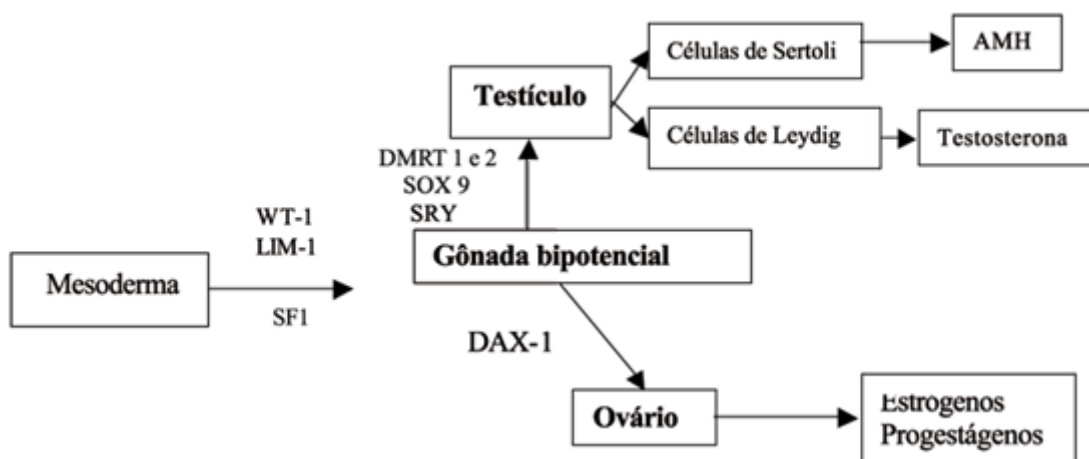 Células de Sertoli
AMH
Testículo
Células de Leydig
Testosterona
DMRT 1 e 2
SOX 9
SRY
WT-1
LIM-1
Gônada bipotencial
Mesoderma
SF1
DAX-1
Ovário
Estrogenos
Progestágenos